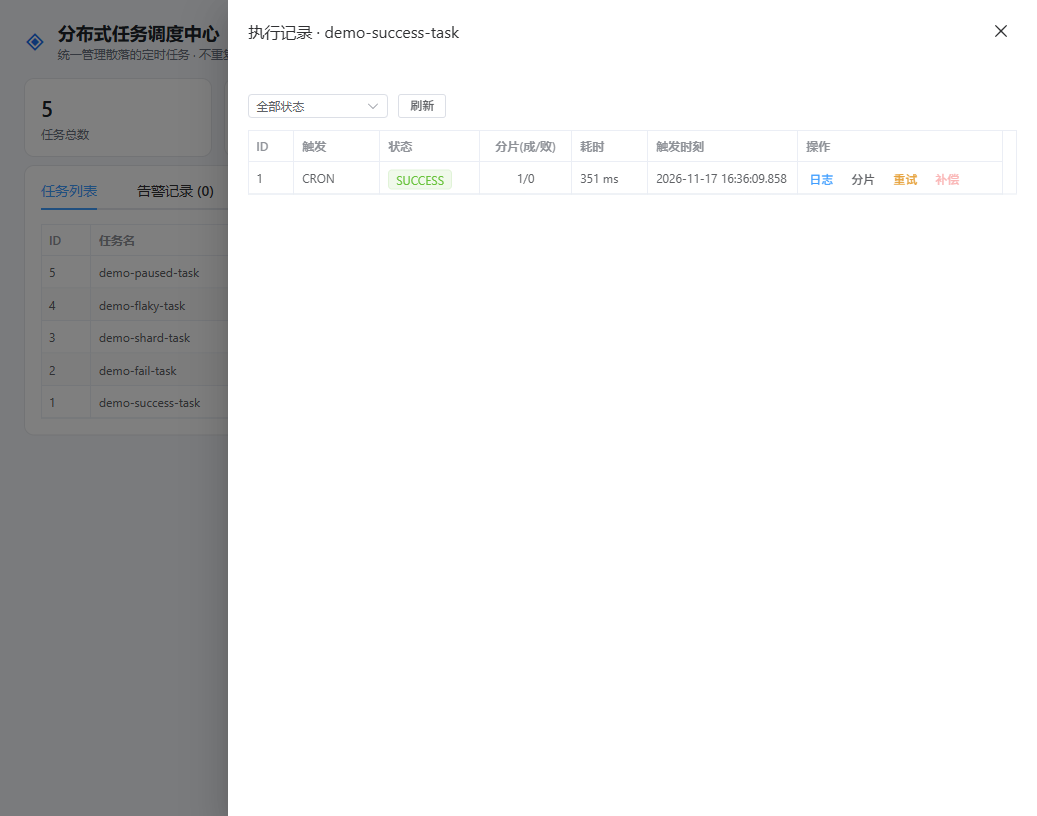 分布式任务调度中心
统一管理散落的定时任务 · 不重
5
任务总数
任务列表 告警记录 (0)
ID 任务名
5 demo-paused-task
4 demo-flaky-task
3 demo-shard-task
2 demo-fail-task
1 demo-success-task
执行记录 · demo-success-task
全部状态 刷新
ID 触发 状态 分片(成/败) 耗时 触发时刻 操作
1 CRON SUCCESS 1/0 351 ms 2026-11-17 16:36:09.858 日志 分片 重试 补偿